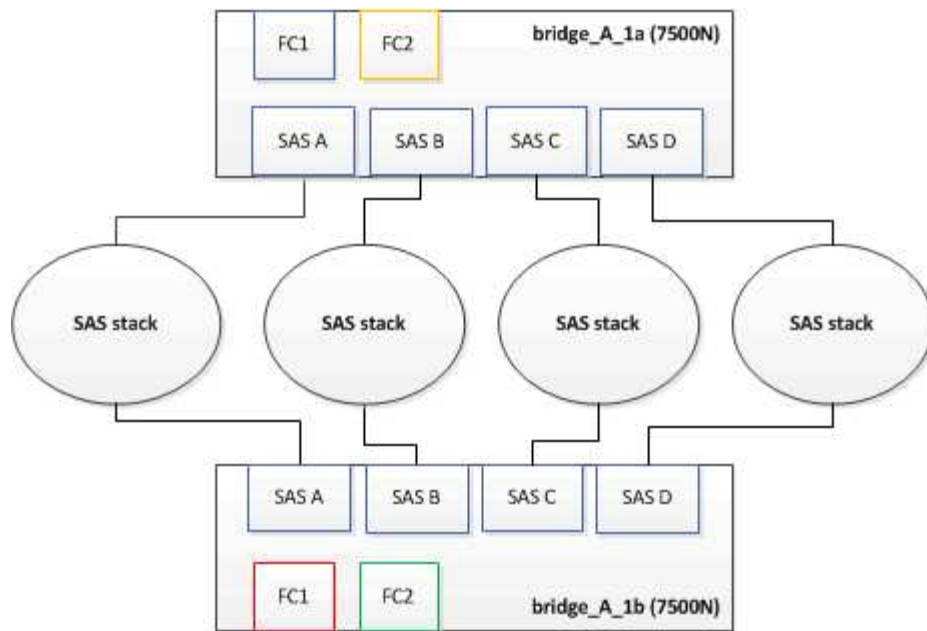 FC1 FC2 bridge_A_1a (7500N)
SAS A SAS B SAS C SAS D
SAS stack SAS stack SAS stack SAS stack
SAS A SAS B SAS C SAS D
FC1 FC2 bridge_A_1b (7500N)